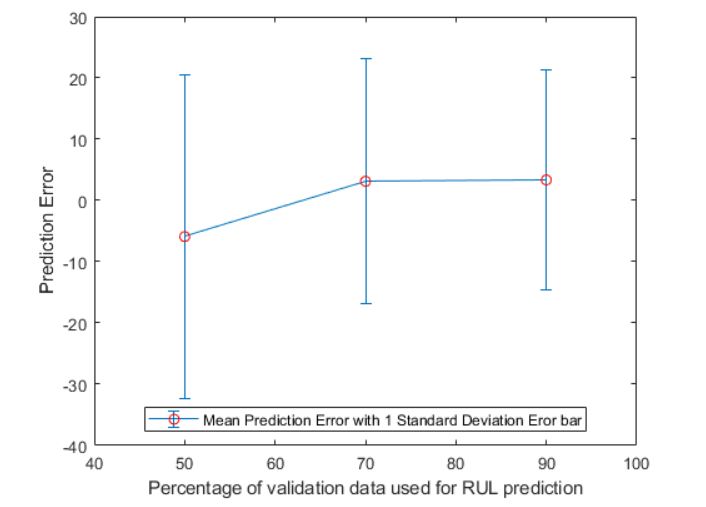 30
20
10
0
-10
-20
-30
-40
Prediction Error
Mean Prediction Error with 1 Standard Deviation Eror bar
40 50 60 70 80 90 100
Percentage of validation data used for RUL prediction